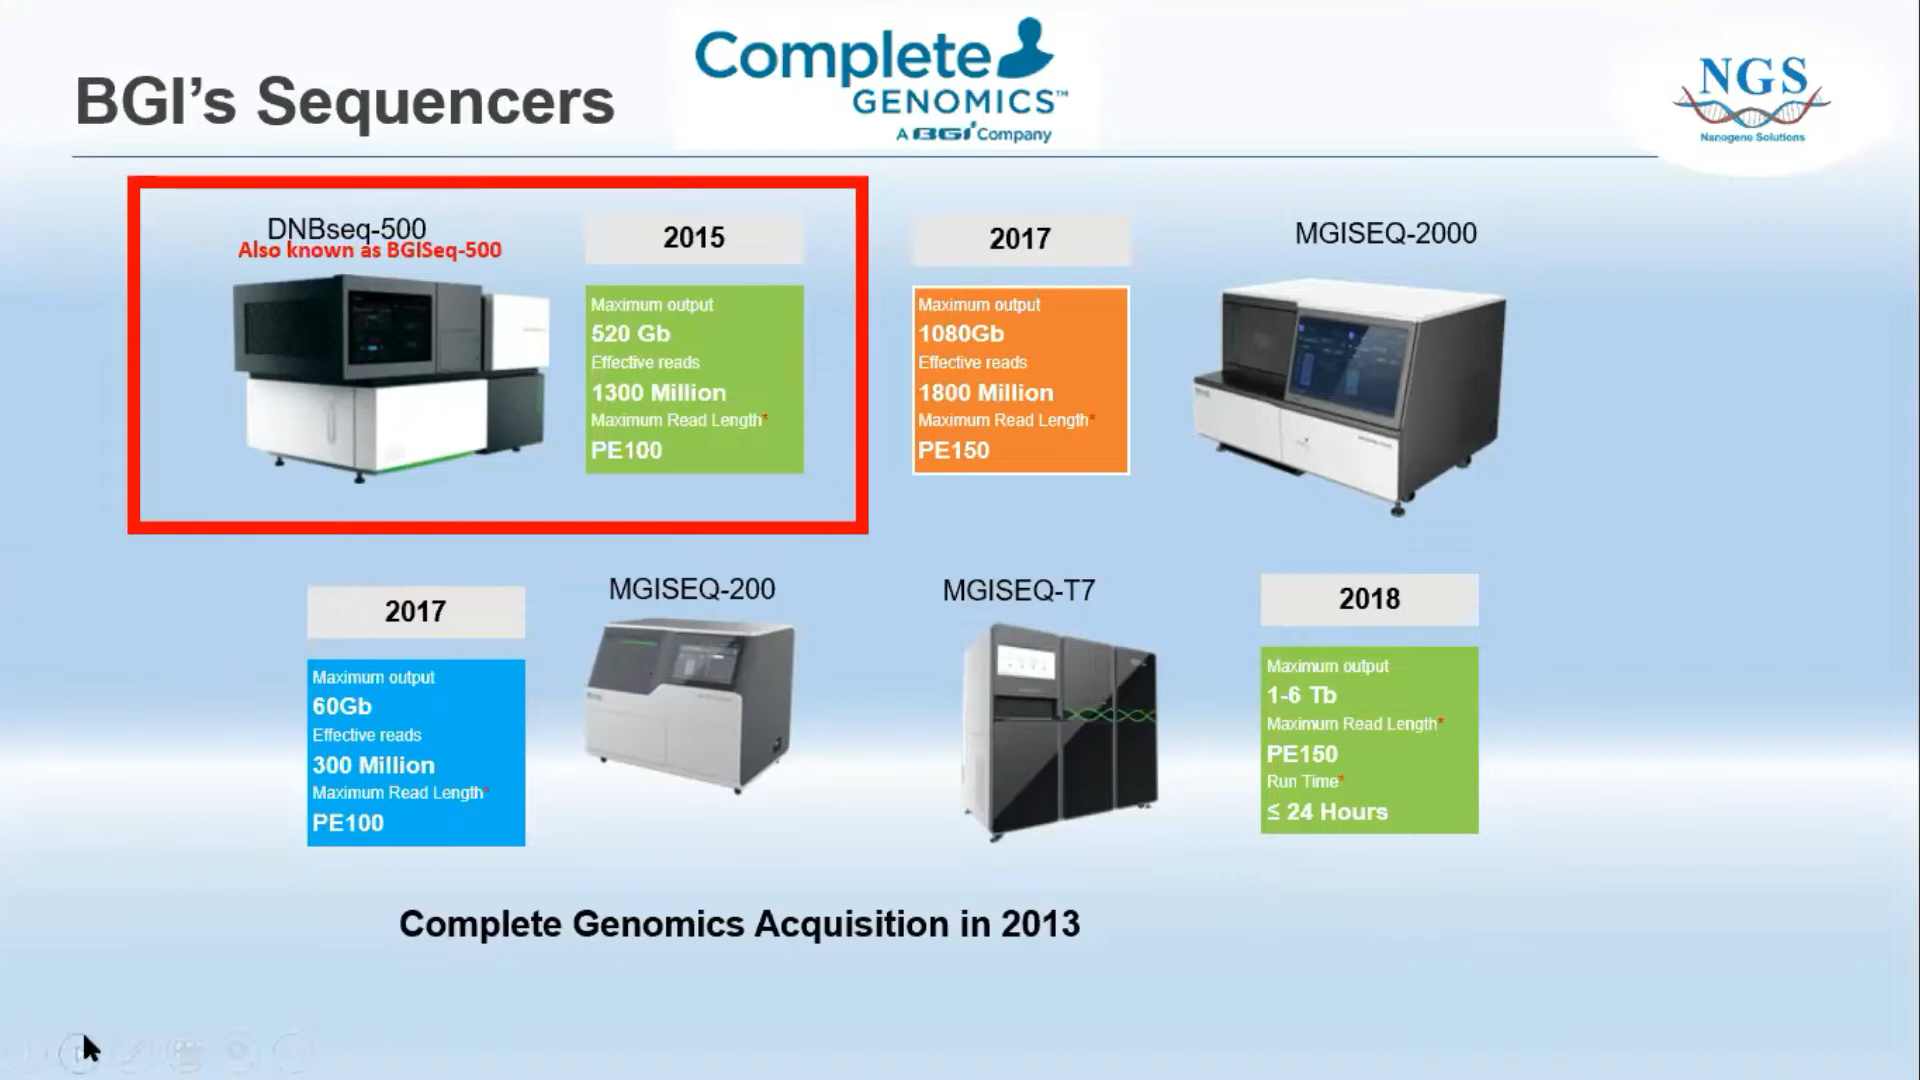 Complete
GENOMICS™
A BGI Company
BGI's Sequencers
NGS
Nanogene Solutions
DNBseq-500
Also known as BGISeq-500
2015
Maximum output
520 Gb
Effective reads
1300 Million
Maximum Read Length*
PE100
2017
Maximum output
1080Gb
Effective reads
1800 Million
Maximum Read Length*
PE150
MGISEQ-2000
2017
Maximum output
60Gb
Effective reads
300 Million
Maximum Read Length*
PE100
MGISEQ-200
MGISEQ-T7
2018
Maximum output
1-6 Tb
Maximum Read Length*
PE150
Run Time*
≤ 24 Hours
Complete Genomics Acquisition in 2013